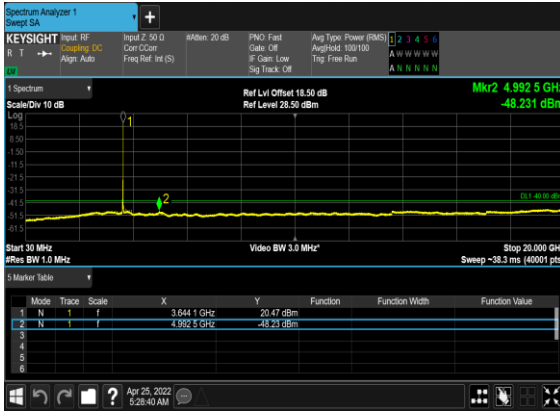 Spectrum Analyzer 1
Swept SA
+
KEYSIGHT Input: RF Input Z: 50 Ω #Atten: 20 dB PNO: Fast Avg Type: Power (RMS) 1 2 3 4 5 6
R T Coupling: DC Corr CCorr Gate: Off Avg|Hold: 100/100 A W W W W W
Align: Auto Freq Ref: Int (S) IF Gain: Low Trig: Free Run
Sig Track: Off A N N N N N
1 Spectrum Ref Lvl Offset 18.50 dB Mkr2 4.992 5 GHz
Scale/Div 10 dB Ref Level 28.50 dBm -48.231 dBm
Log
1
18.5
8.50
-1.50
-11.5
-21.5
-31.5
DL1 -40.00 dBm
-41.5
2
-51.5
-61.5
Start 30 MHz Video BW 3.0 MHz* Stop 20.000 GHz
#Res BW 1.0 MHz Sweep ~38.3 ms (40001 pts)
5 Marker Table
Mode Trace Scale X Y Function Function Width Function Value
1 N 1 f 3.644 1 GHz 20.47 dBm
2 N 1 f 4.992 5 GHz -48.23 dBm
3
4
5
6
? Apr 25, 2022
5:28:40 AM